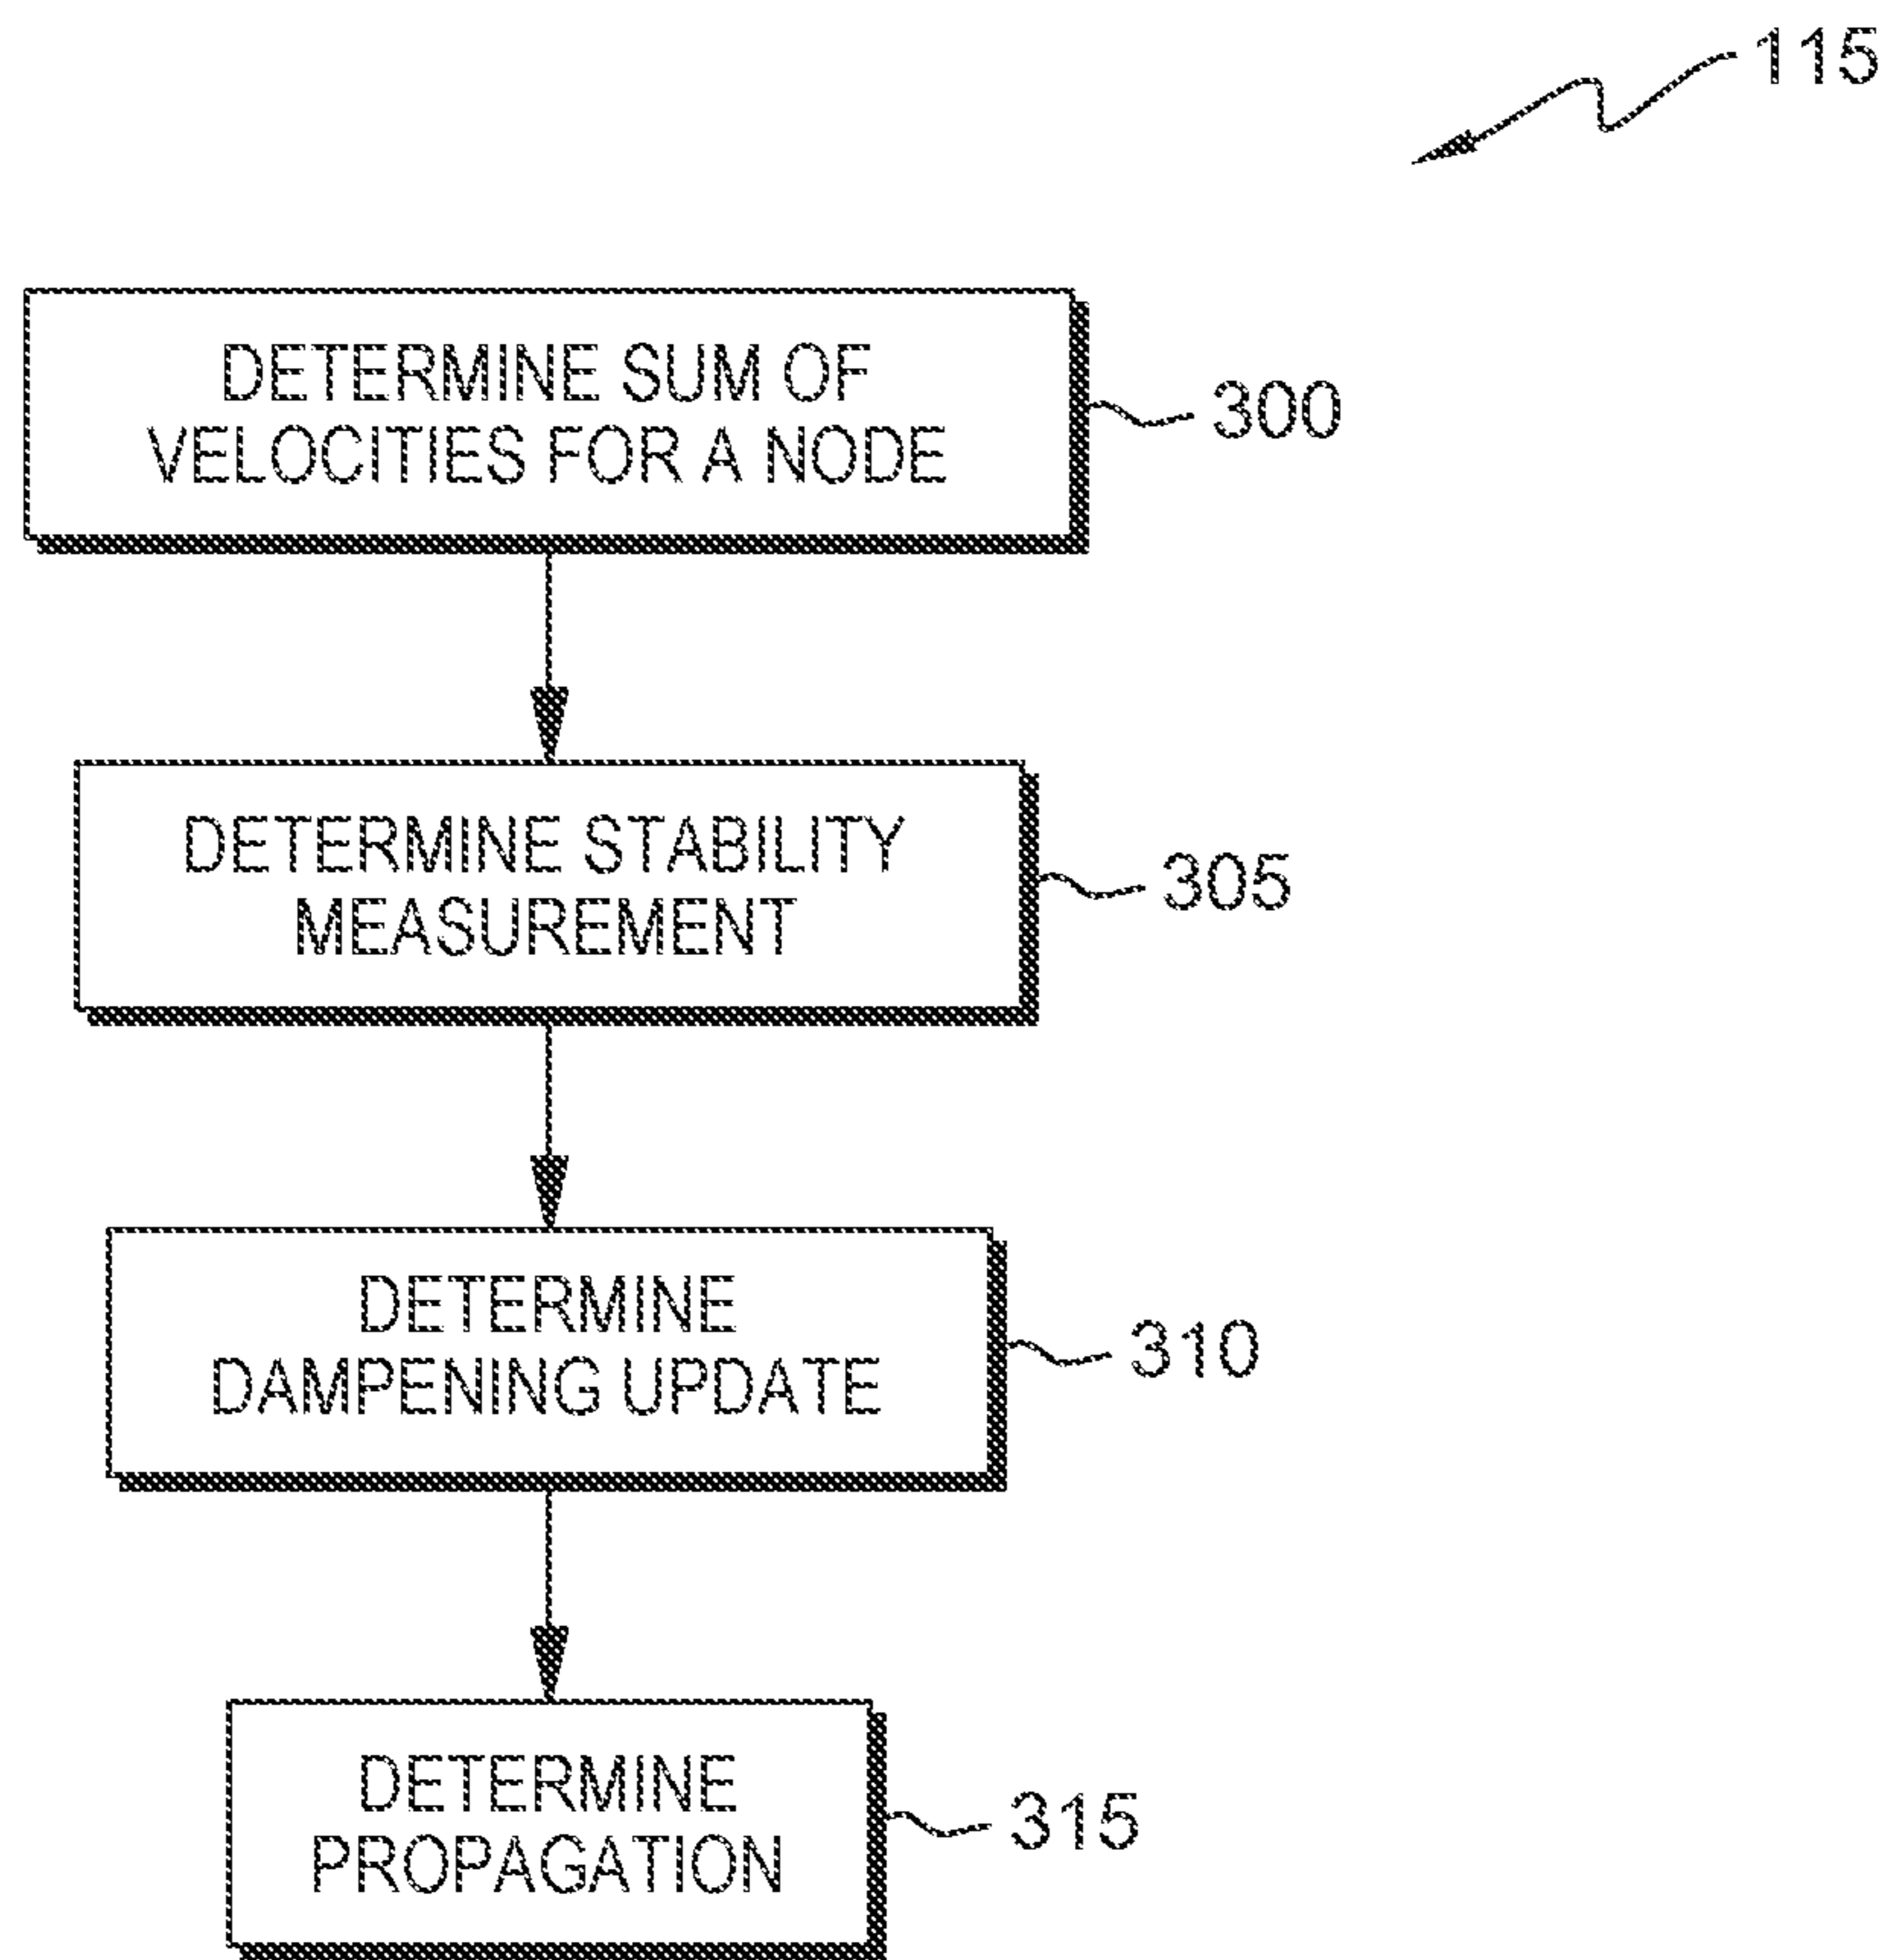 115
DETERMINE SUM OF
VELOCITIES FOR A NODE
300
DETERMINE STABILITY
MEASUREMENT
305
DETERMINE
DAMPENING UPDATE
310
DETERMINE
PROPAGATION
315